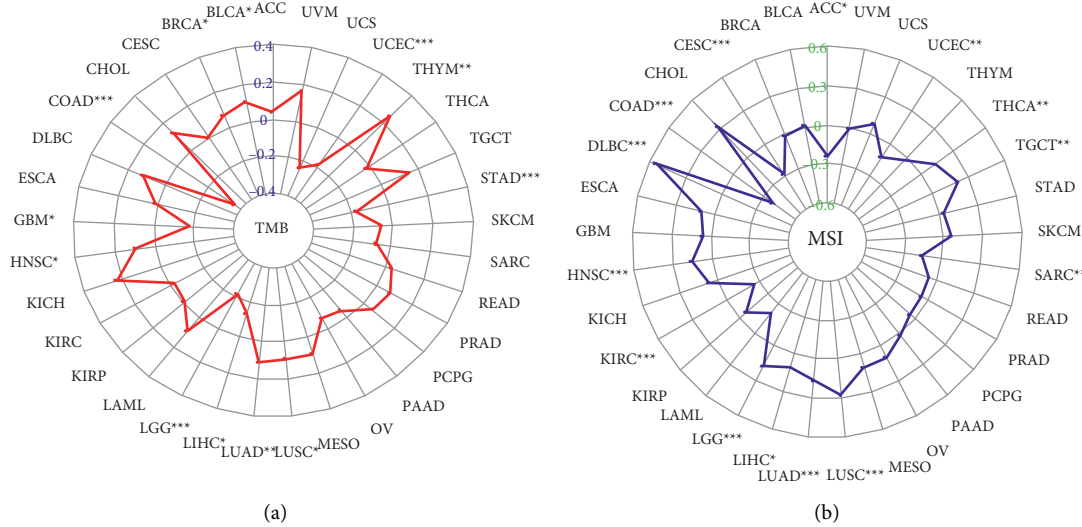 ACC
UVM
UCS
UCEC***
THYM**
THCA
TGCT
STAD***
SKCM
SARC
READ
PRAD
PCPG
PAAD
OV
MESO
LUSC*
LUAD**
LIHC*
LGG***
LAML
KIRP
KIRC
KICH
HNSC*
GBM*
ESCA
DLBC
COAD***
CHOL
CESC
BRCA*
BLCA*
0.4
0.2
0
−0.2
−0.4
TMB
(a)
ACC*
UVM
UCS
UCEC**
THYM
THCA**
TGCT**
STAD
SKCM
SARC**
READ
PRAD
PCPG
PAAD
OV
MESO
LUSC***
LUAD***
LIHC*
LGG***
LAML
KIRP
KIRC***
KICH
HNSC***
GBM
ESCA
DLBC***
COAD***
CHOL
CESC***
BRCA
BLCA
0.6
0.3
0
−0.3
−0.6
MSI
(b)